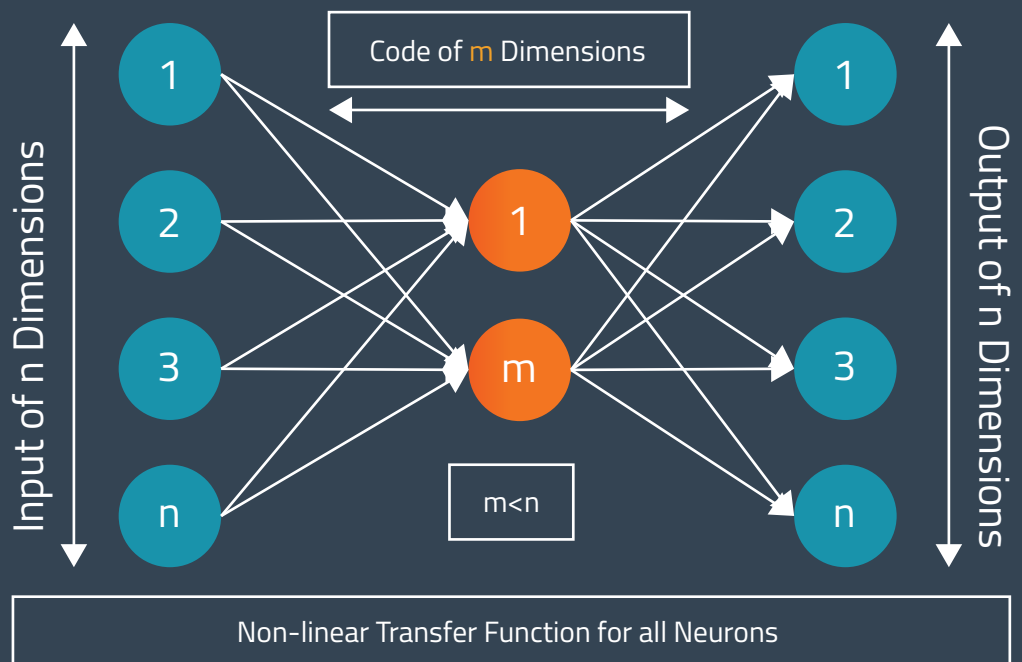 Code of m Dimensions
Input of n Dimensions
1
2
3
n
1
m
m<n
1
2
3
n
Output of n Dimensions
Non-linear Transfer Function for all Neurons